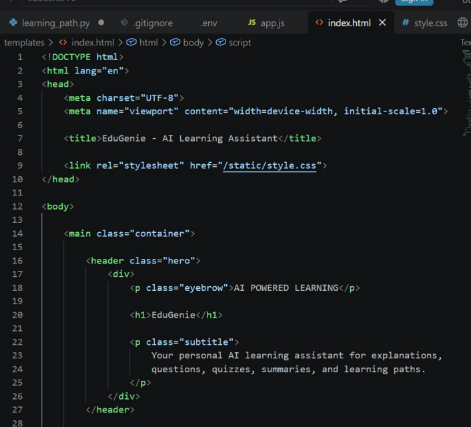 learning_path.py ● .gitignore .env JS app.js <> index.html X # style.css
templates > <> index.html > html > body > script
1 <!DOCTYPE html>
2 <html lang="en">
3 <head>
4 <meta charset="UTF-8">
5 <meta name="viewport" content="width=device-width, initial-scale=1.0">
6
7 <title>EduGenie - AI Learning Assistant</title>
8
9 <link rel="stylesheet" href="/static/style.css">
10 </head>
11
12 <body>
13
14 <main class="container">
15
16 <header class="hero">
17 <div>
18 <p class="eyebrow">AI POWERED LEARNING</p>
19
20 <h1>EduGenie</h1>
21
22 <p class="subtitle">
23 Your personal AI learning assistant for explanations,
24 questions, quizzes, summaries, and learning paths.
25 </p>
26 </div>
27 </header>
28